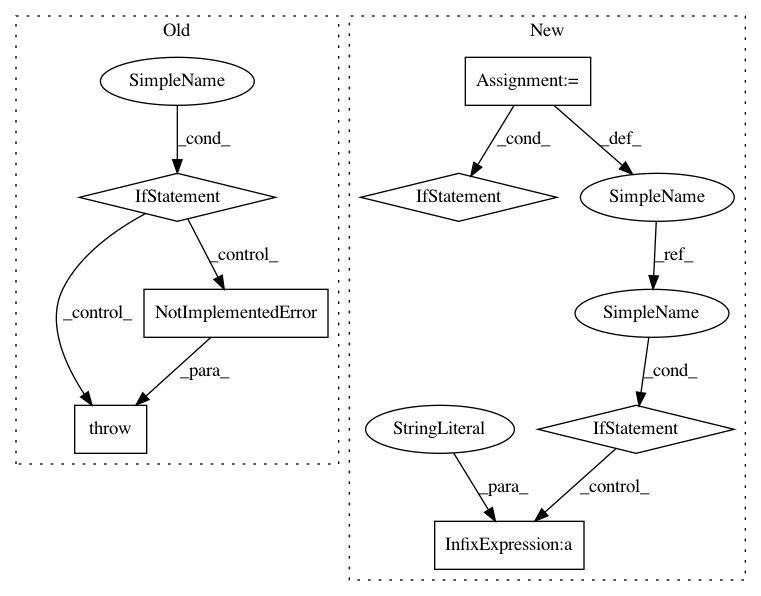 Old
New
SimpleName
Assignment:=
_cond_
_cond_
_def_
IfStatement
IfStatement
SimpleName
_control_
_ref_
_control_
NotImplementedError
SimpleName
_para_
_cond_
throw
StringLiteral
IfStatement
_para_
_control_
InfixExpression:a